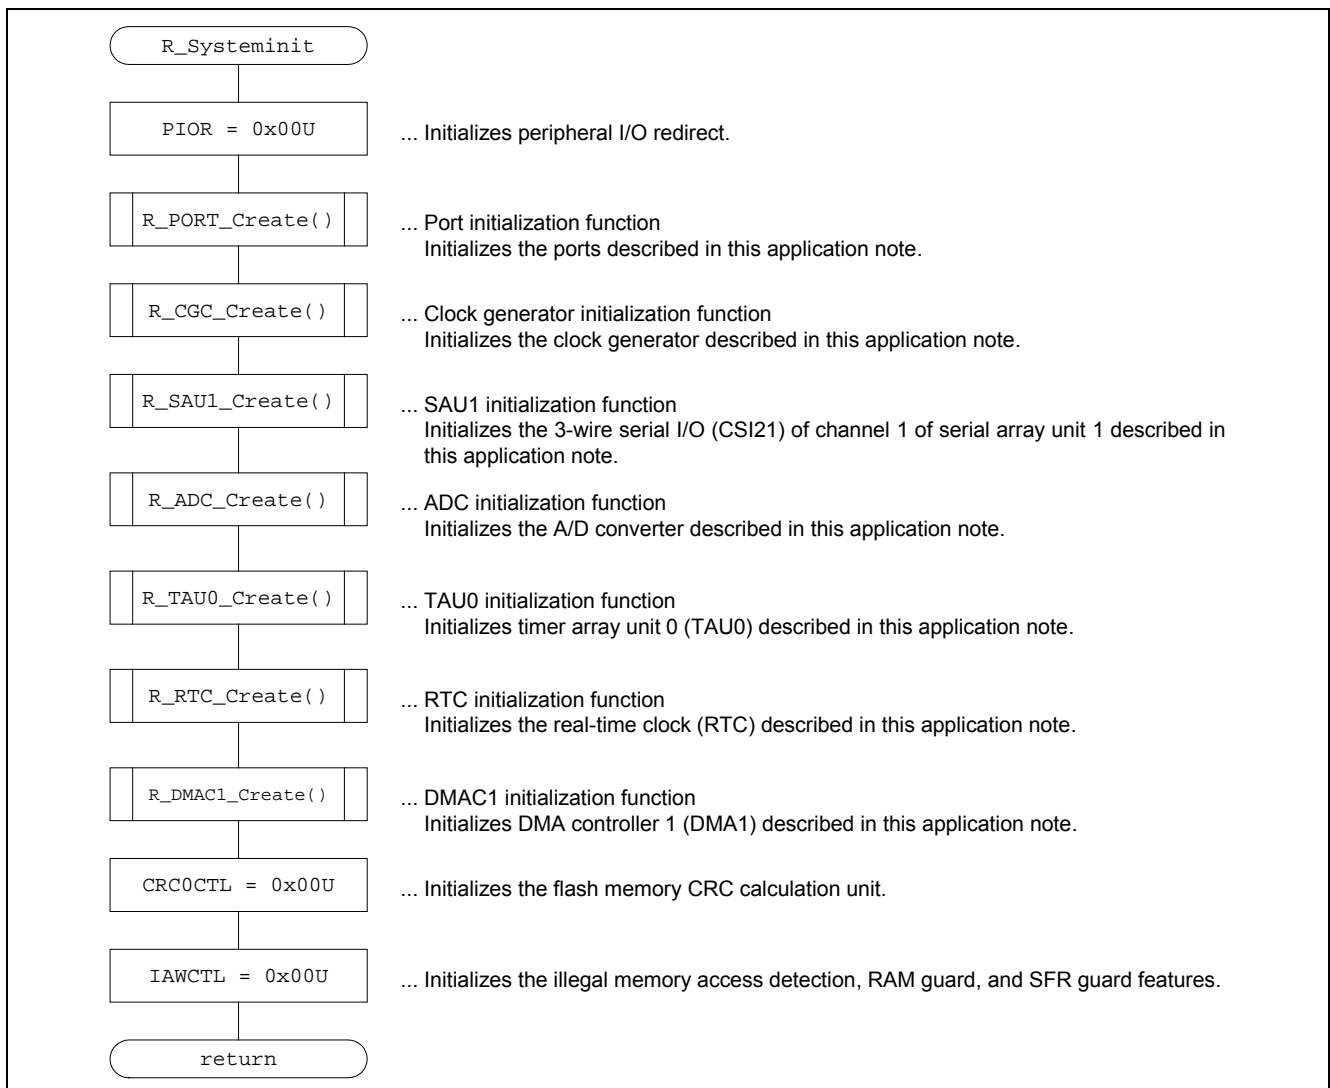 R_Systeminit
PIOR = 0x00U
... Initializes peripheral I/O redirect.
R_PORT_Create()
... Port initialization function
Initializes the ports described in this application note.
R_CGC_Create()
... Clock generator initialization function
Initializes the clock generator described in this application note.
R_SAU1_Create()
... SAU1 initialization function
Initializes the 3-wire serial I/O (CSI21) of channel 1 of serial array unit 1 described in
this application note.
R_ADC_Create()
... ADC initialization function
Initializes the A/D converter described in this application note.
R_TAU0_Create()
... TAU0 initialization function
Initializes timer array unit 0 (TAU0) described in this application note.
R_RTC_Create()
... RTC initialization function
Initializes the real-time clock (RTC) described in this application note.
R_DMAC1_Create()
... DMAC1 initialization function
Initializes DMA controller 1 (DMA1) described in this application note.
CRC0CTL = 0x00U
... Initializes the flash memory CRC calculation unit.
IAWCTL = 0x00U
... Initializes the illegal memory access detection, RAM guard, and SFR guard features.
return